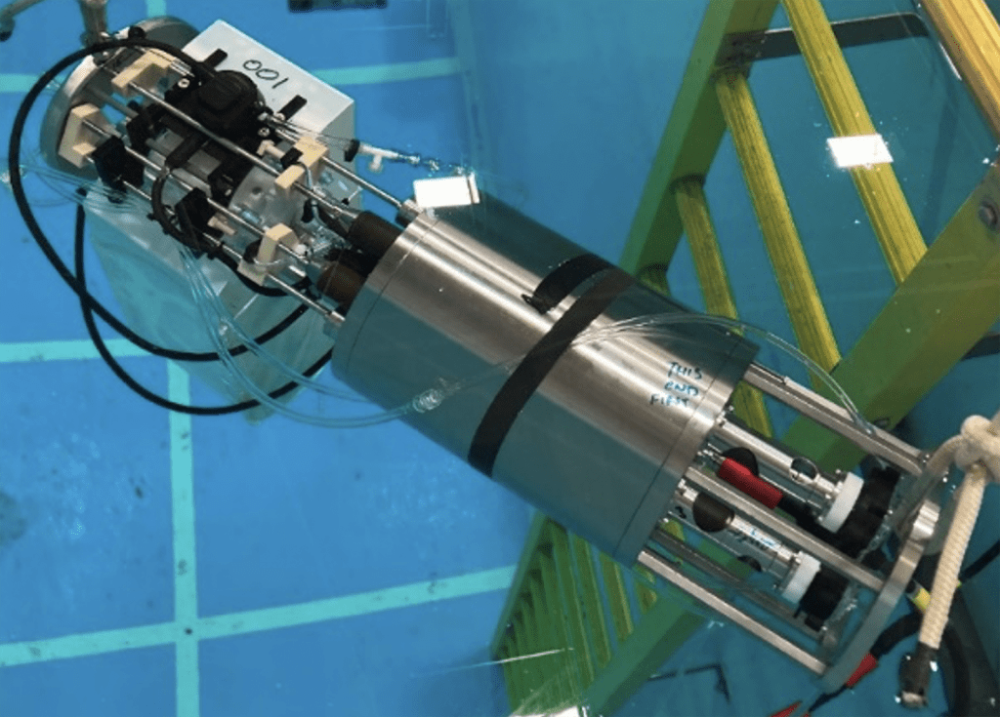 001
THIS
END
FIRST